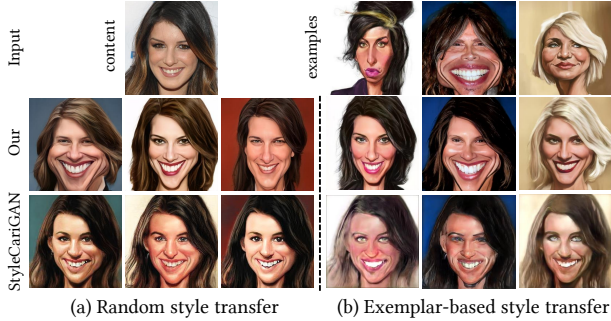 Input
content
examples
Our
StyleCariGAN
(a) Random style transfer
(b) Exemplar-based style transfer